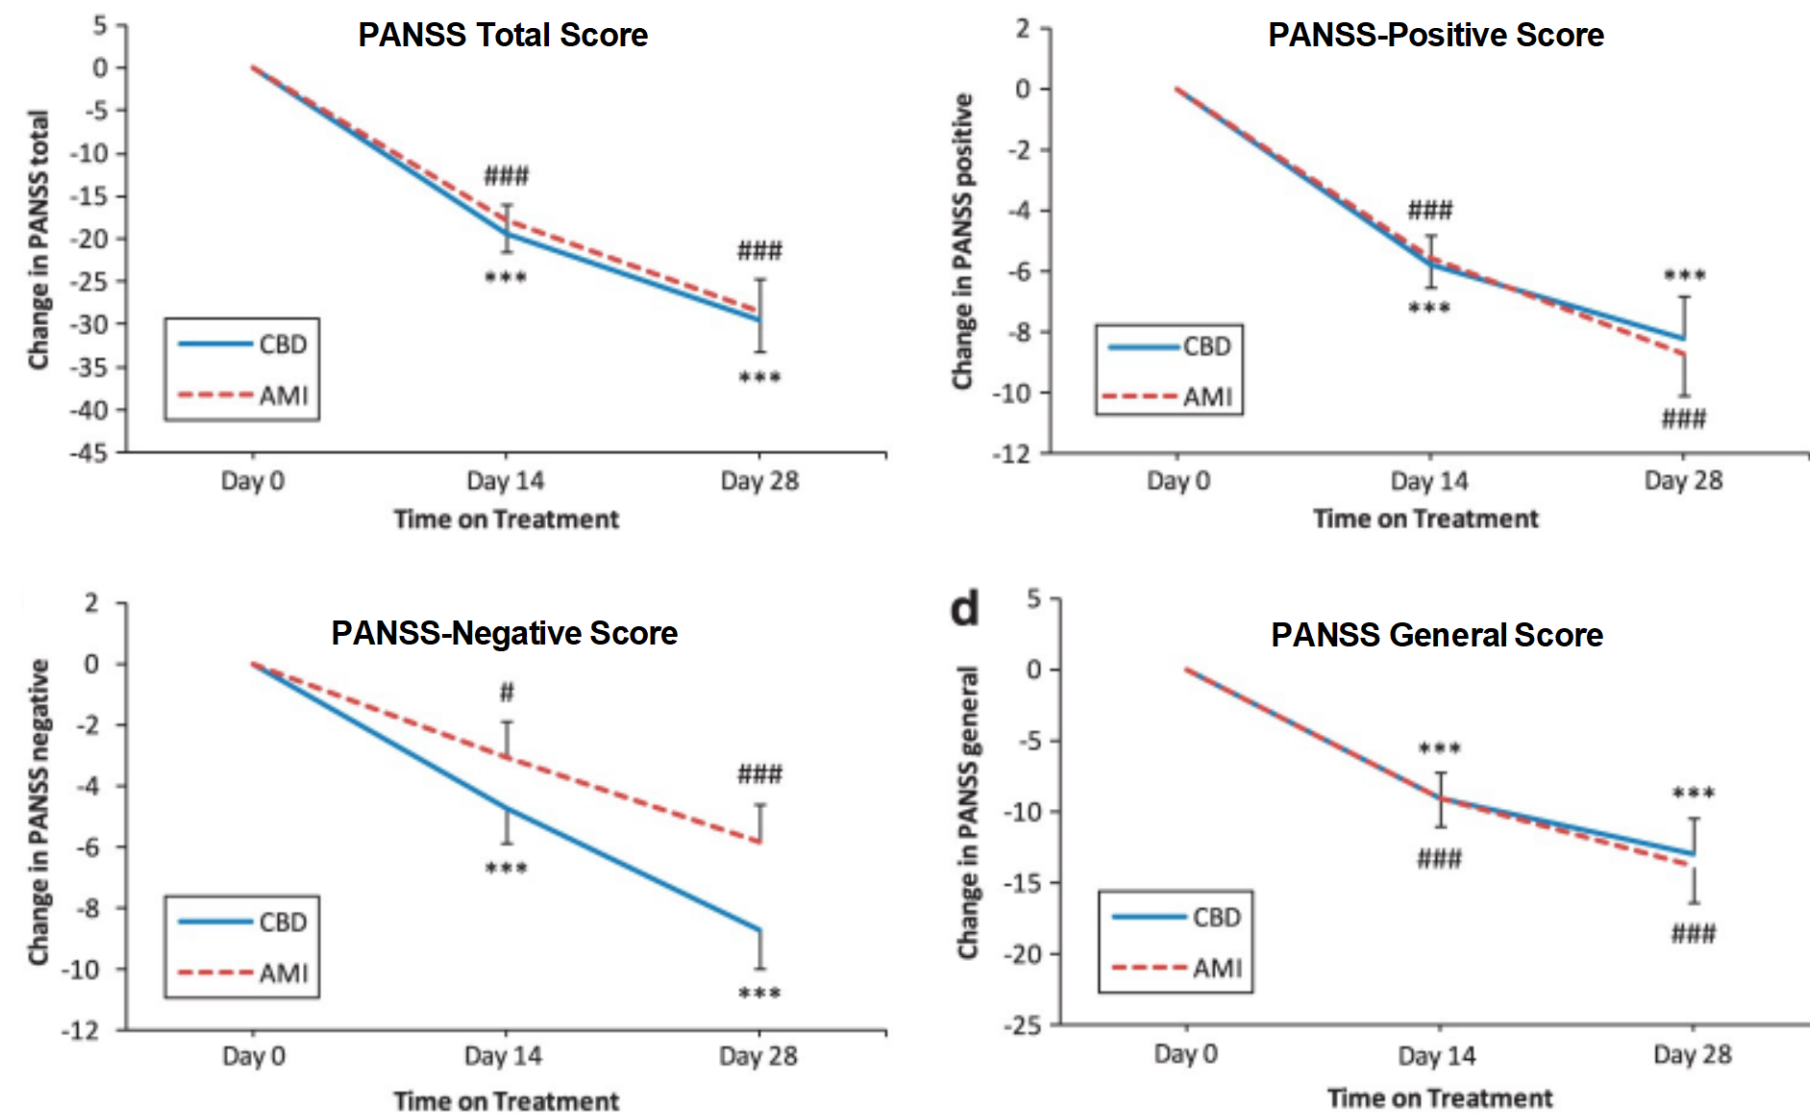 PANSS Total Score
Change in PANSS total
5
0
-5
-10
-15
-20
-25
-30
-35
-40
-45
###
***
###
***
CBD
AMI
Day 0
Day 14
Day 28
Time on Treatment
PANSS-Positive Score
Change in PANSS positive
2
0
-2
-4
-6
-8
-10
-12
###
***
***
###
CBD
AMI
Day 0
Day 14
Day 28
Time on Treatment
PANSS-Negative Score
Change in PANSS negative
2
0
-2
-4
-6
-8
-10
-12
#
***
###
***
CBD
AMI
Day 0
Day 14
Day 28
Time on Treatment
d
PANSS General Score
Change in PANSS general
5
0
-5
-10
-15
-20
-25
***
###
***
###
CBD
AMI
Day 0
Day 14
Day 28
Time on Treatment